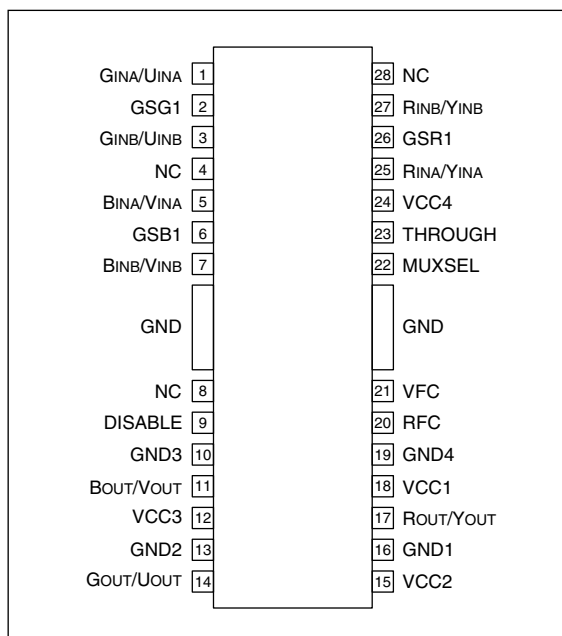 GINA/UINA 1 28 NC
GSG1 2 27 RINB/YINB
GINB/UINB 3 26 GSR1
NC 4 25 RINA/YINA
BINA/VINA 5 24 VCC4
GSB1 6 23 THROUGH
BINB/VINB 7 22 MUXSEL
GND GND
NC 8 21 VFC
DISABLE 9 20 RFC
GND3 10 19 GND4
BOUT/VOUT 11 18 VCC1
VCC3 12 17 ROUT/YOUT
GND2 13 16 GND1
GOUT/UOUT 14 15 VCC2